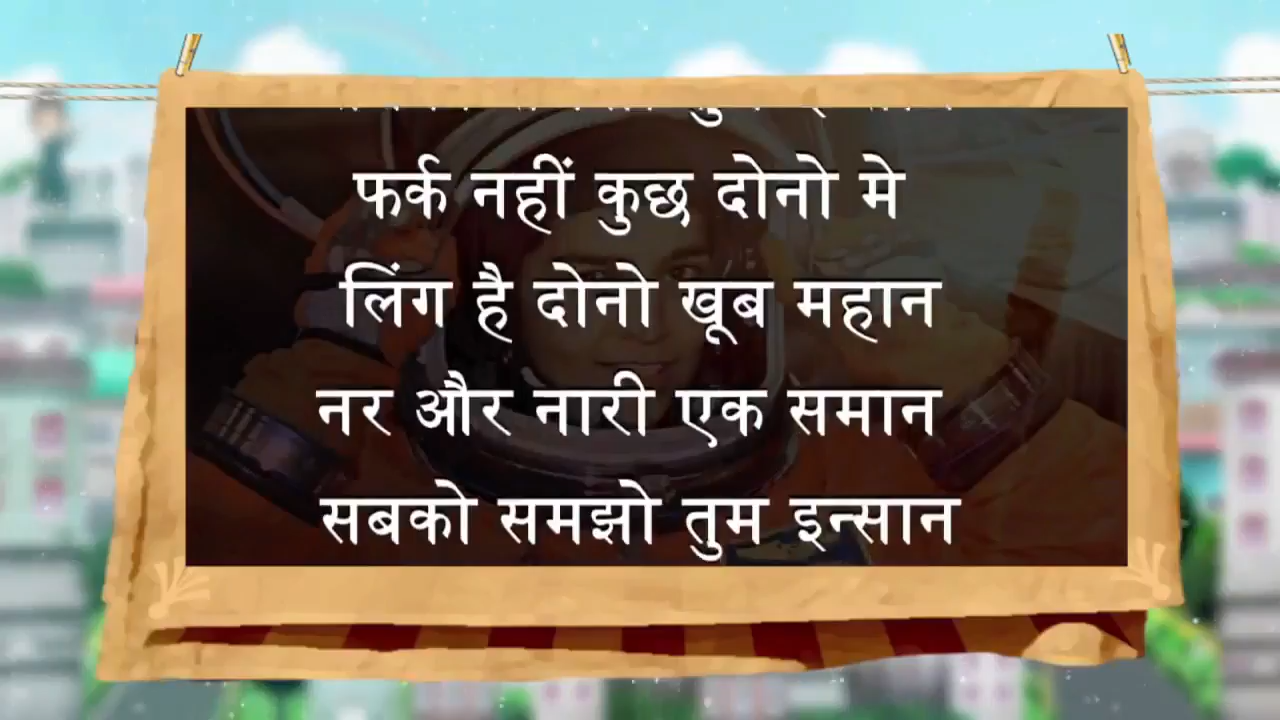 फर्क नहीं कुछ दोनो मे
लिंग है दोनो खूब महान
नर और नारी एक समान
सबको समझो तुम इन्सान